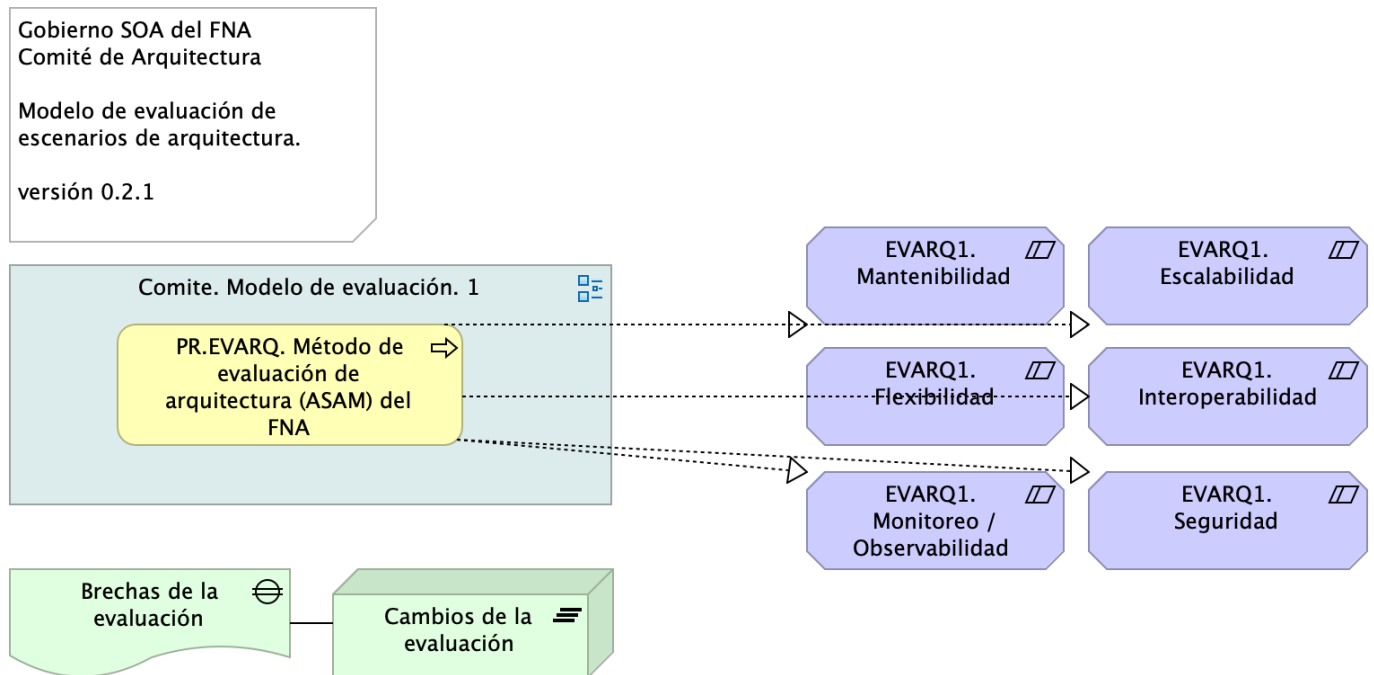 Gobierno SOA del FNA
Comité de Arquitectura
Modelo de evaluación de
escenarios de arquitectura.
versión 0.2.1
Comite. Modelo de evaluación. 1
PR.EVARQ. Método de
evaluación de
arquitectura (ASAM) del
FNA
EVARQ1.
Mantenibilidad
EVARQ1.
Escalabilidad
EVARQ1.
Flexibilidad
EVARQ1.
Interoperabilidad
EVARQ1.
Monitoreo /
Observabilidad
EVARQ1.
Seguridad
Brechas de la
evaluación
Cambios de la
evaluación